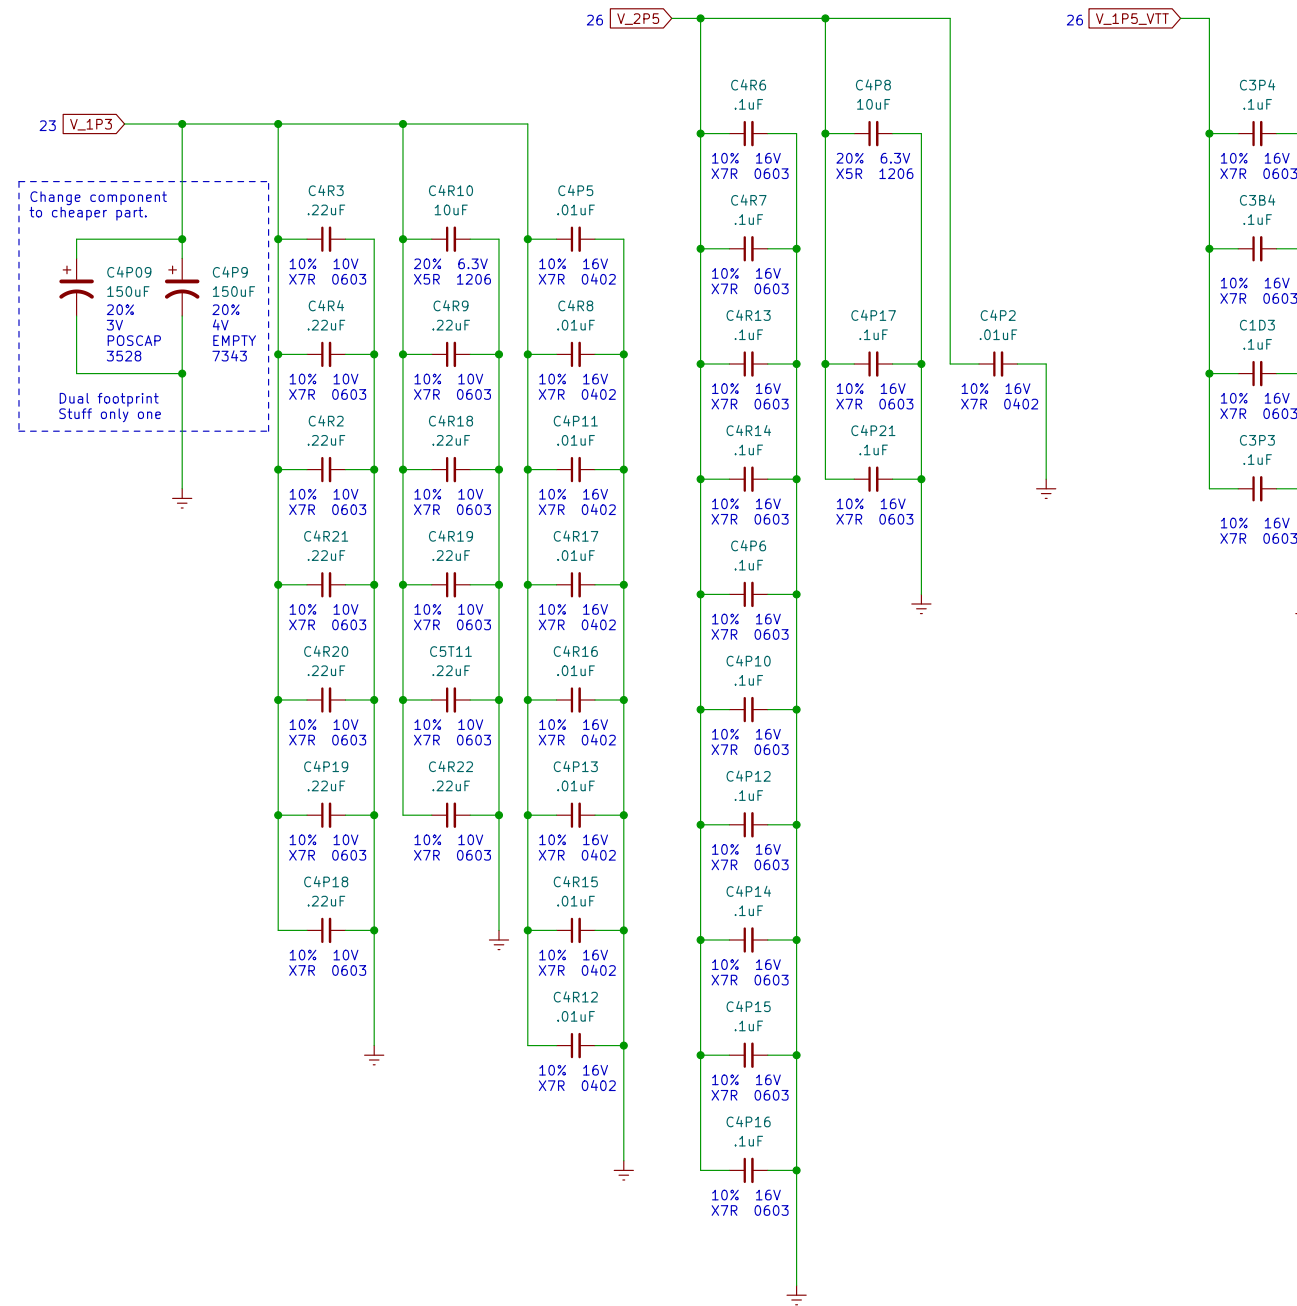 26 V_2P5
26 V_1P5_VTT
23 V_1P3
Change component
to cheaper part.
C4P09
150uF
20%
3V
POSCAP
3528
C4P9
150uF
20%
4V
EMPTY
7343
Dual footprint
Stuff only one
C4R3
.22uF
10% 10V
X7R 0603
C4R4
.22uF
10% 10V
X7R 0603
C4R2
.22uF
10% 10V
X7R 0603
C4R21
.22uF
10% 10V
X7R 0603
C4R20
.22uF
10% 10V
X7R 0603
C4P19
.22uF
10% 10V
X7R 0603
C4P18
.22uF
10% 10V
X7R 0603
C4R10
10uF
20% 6.3V
X5R 1206
C4R9
.22uF
10% 10V
X7R 0603
C4R18
.22uF
10% 10V
X7R 0603
C4R19
.22uF
10% 10V
X7R 0603
C5T11
.22uF
10% 10V
X7R 0603
C4R22
.22uF
10% 10V
X7R 0603
C4P5
.01uF
10% 16V
X7R 0402
C4R8
.01uF
10% 16V
X7R 0402
C4P11
.01uF
10% 16V
X7R 0402
C4R17
.01uF
10% 16V
X7R 0402
C4R16
.01uF
10% 16V
X7R 0402
C4P13
.01uF
10% 16V
X7R 0402
C4R15
.01uF
10% 16V
X7R 0402
C4R12
.01uF
10% 16V
X7R 0402
C4R6
.1uF
10% 16V
X7R 0603
C4R7
.1uF
10% 16V
X7R 0603
C4R13
.1uF
10% 16V
X7R 0603
C4R14
.1uF
10% 16V
X7R 0603
C4P6
.1uF
10% 16V
X7R 0603
C4P10
.1uF
10% 16V
X7R 0603
C4P12
.1uF
10% 16V
X7R 0603
C4P14
.1uF
10% 16V
X7R 0603
C4P15
.1uF
10% 16V
X7R 0603
C4P16
.1uF
10% 16V
X7R 0603
C4P8
10uF
20% 6.3V
X5R 1206
C4P17
.1uF
10% 16V
X7R 0603
C4P21
.1uF
10% 16V
X7R 0603
C4P2
.01uF
10% 16V
X7R 0402
C3P4
.1uF
10% 16V
X7R 0603
C3B4
.1uF
10% 16V
X7R 0603
C1D3
.1uF
10% 16V
X7R 0603
C3P3
.1uF
10% 16V
X7R 0603